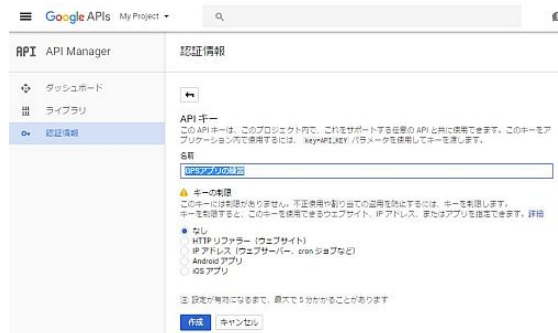 Google APIs My Project
API API Manager
認証情報
ダッシュボード
ライブラリ
認証情報
API キー
この API キーは、このプロジェクト内で、これをサポートする任意の API と共に使用できます。このキーをア
プリケーション内で使用するには、key=API_KEY パラメータを使用してキーを渡します。
名前
GPSアプリの練習
キーの制限
このキーには制限がありません。不正使用や割り当ての盗用を防止するには、キーを制限します。
キーを制限すると、このキーを使用できるウェブサイト、IP アドレス、またはアプリを指定できます。詳細
なし
HTTP リファラー (ウェブサイト)
IP アドレス (ウェブサーバー、cron ジョブなど)
Android アプリ
iOS アプリ
注: 設定が有効になるまで、最大で 5 分かかることがあります
作成 キャンセル